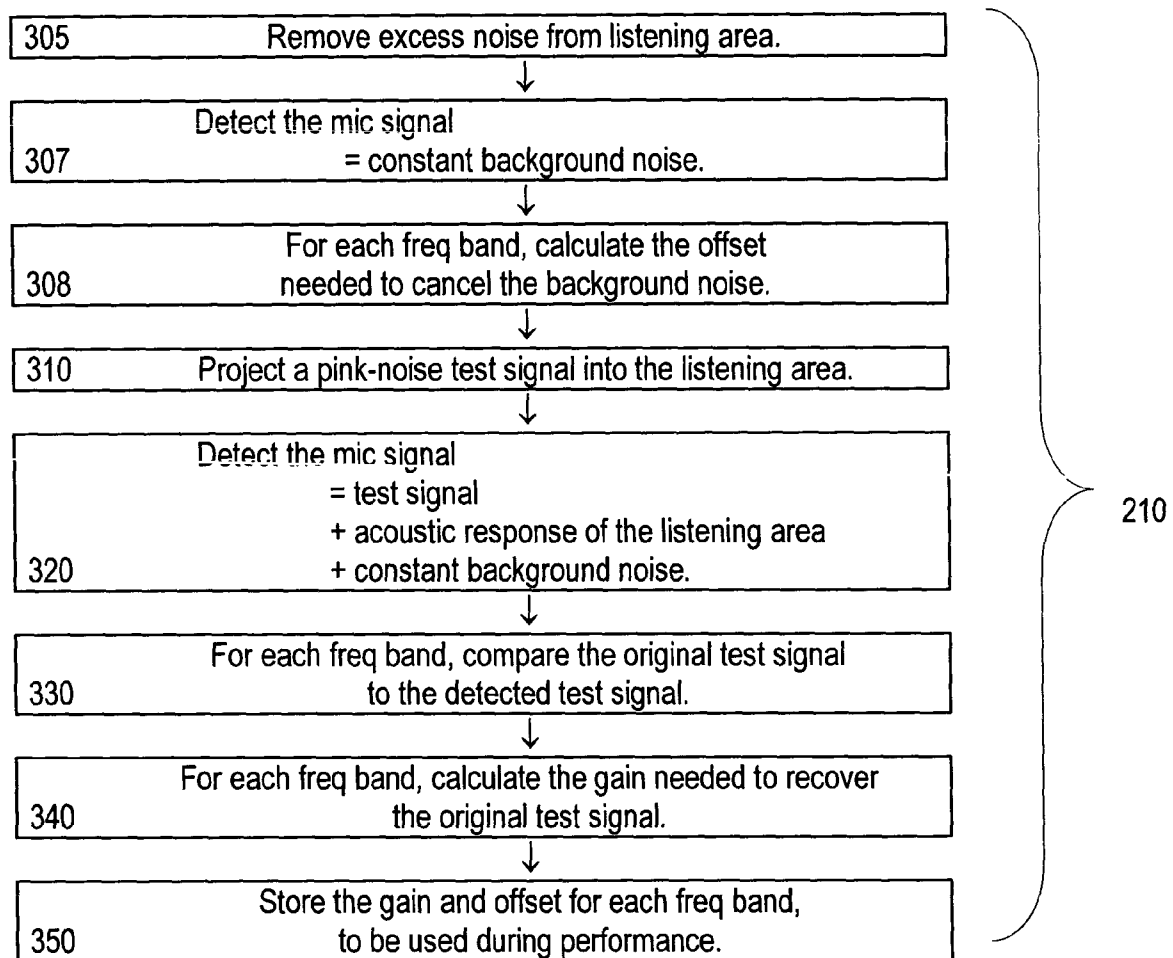 305 Remove excess noise from listening area.
↓
Detect the mic signal
307 = constant background noise.
↓
For each freq band, calculate the offset
308 needed to cancel the background noise.
↓
310 Project a pink-noise test signal into the listening area.
↓
Detect the mic signal
= test signal
+ acoustic response of the listening area
320 + constant background noise.
↓
For each freq band, compare the original test signal
330 to the detected test signal.
↓
For each freq band, calculate the gain needed to recover
340 the original test signal.
↓
Store the gain and offset for each freq band,
350 to be used during performance.
210